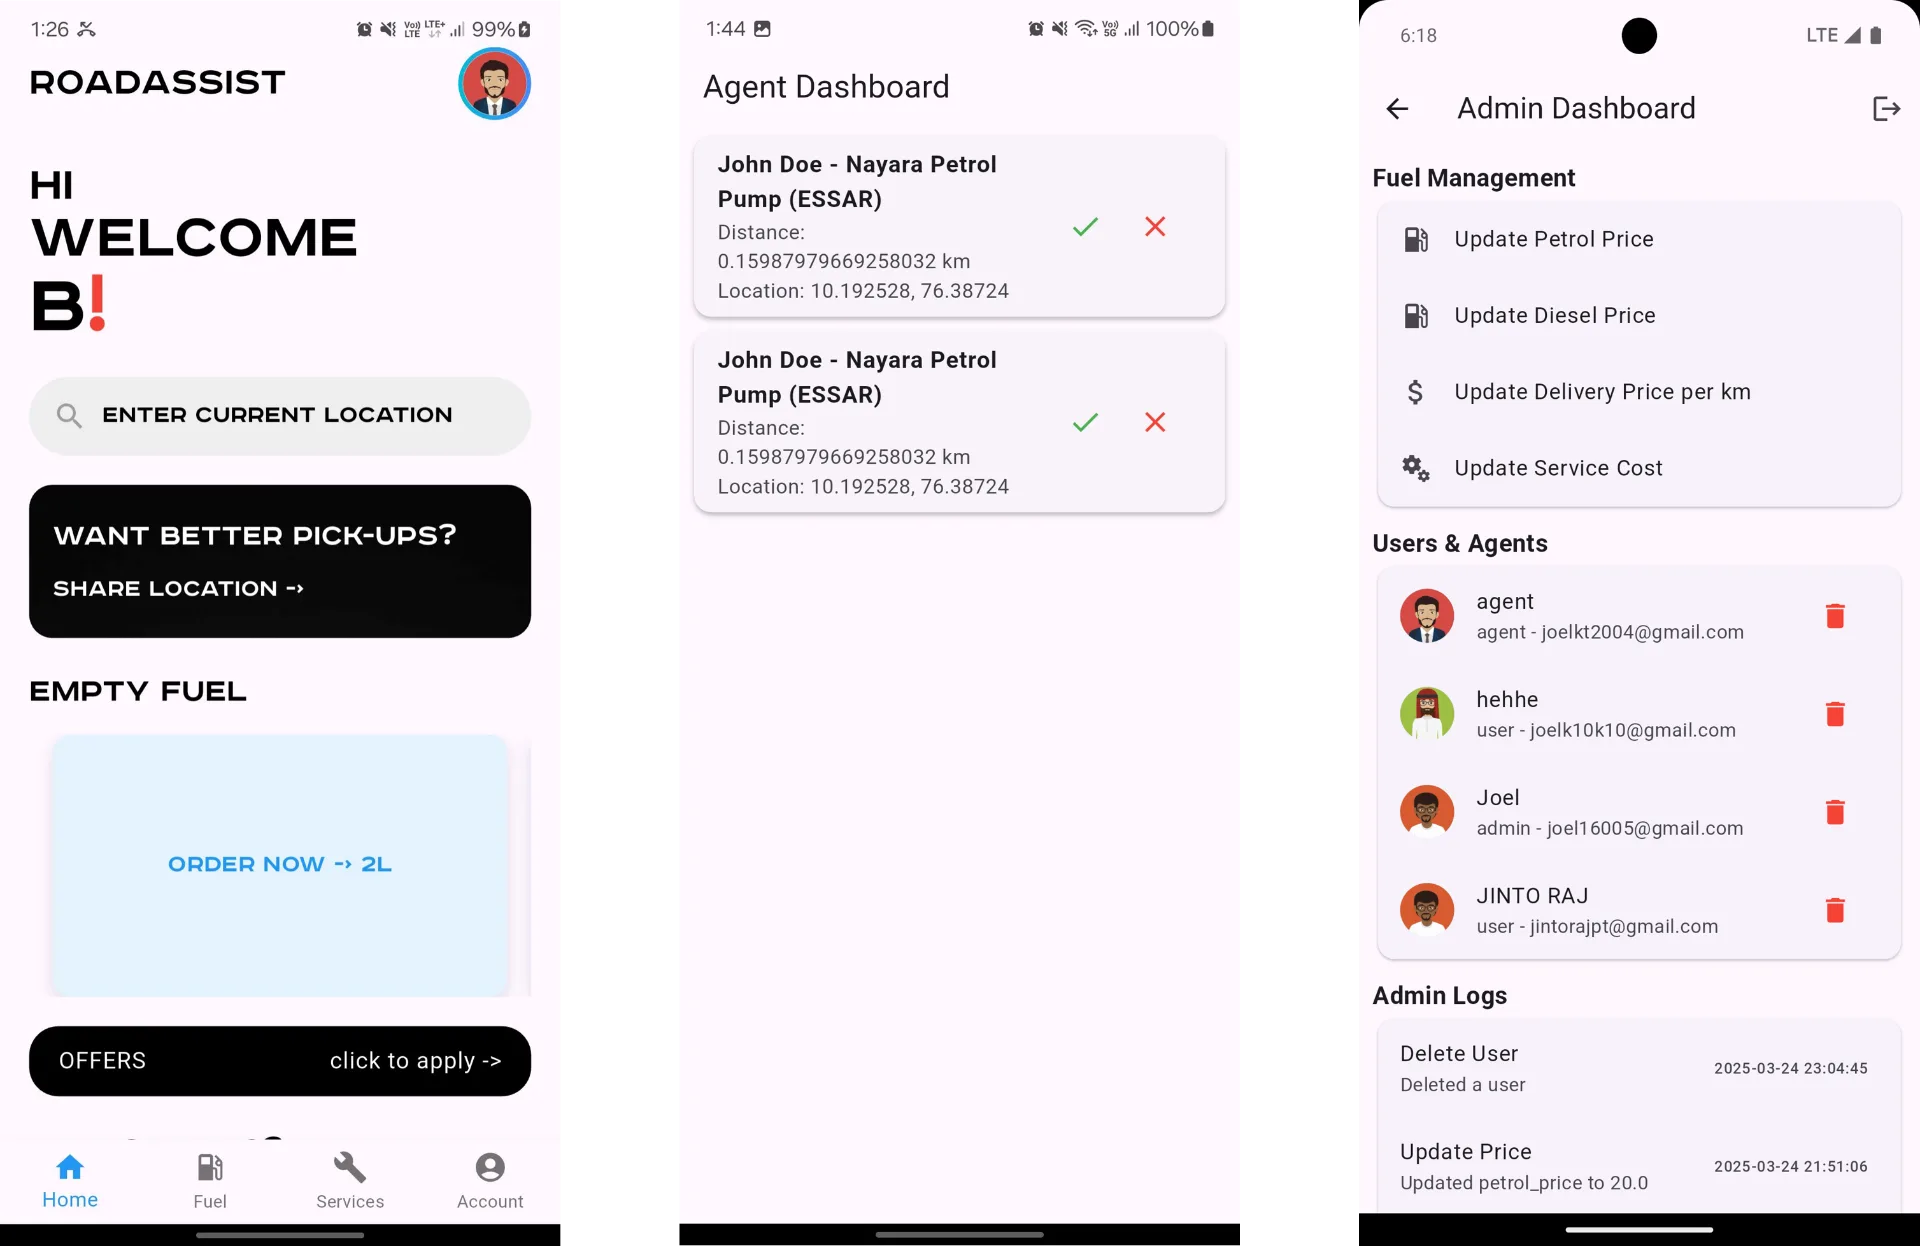 1:26
Vo)) LTE LTE+ 99%
ROADASSIST
HI
WELCOME
B!
ENTER CURRENT LOCATION
WANT BETTER PICK-UPS?
SHARE LOCATION ->
EMPTY FUEL
ORDER NOW -> 2L
OFFERS click to apply ->
Home Fuel Services Account
1:44
Vo)) 5G 100%
Agent Dashboard
John Doe - Nayara Petrol
Pump (ESSAR)
Distance:
0.15987979669258032 km
Location: 10.192528, 76.38724
John Doe - Nayara Petrol
Pump (ESSAR)
Distance:
0.15987979669258032 km
Location: 10.192528, 76.38724
6:18 LTE
Admin Dashboard
Fuel Management
Update Petrol Price
Update Diesel Price
Update Delivery Price per km
Update Service Cost
Users & Agents
agent
agent - joelkt2004@gmail.com
hehhe
user - joelk10k10@gmail.com
Joel
admin - joel16005@gmail.com
JINTO RAJ
user - jintorajpt@gmail.com
Admin Logs
Delete User
Deleted a user
2025-03-24 23:04:45
Update Price
Updated petrol_price to 20.0
2025-03-24 21:51:06